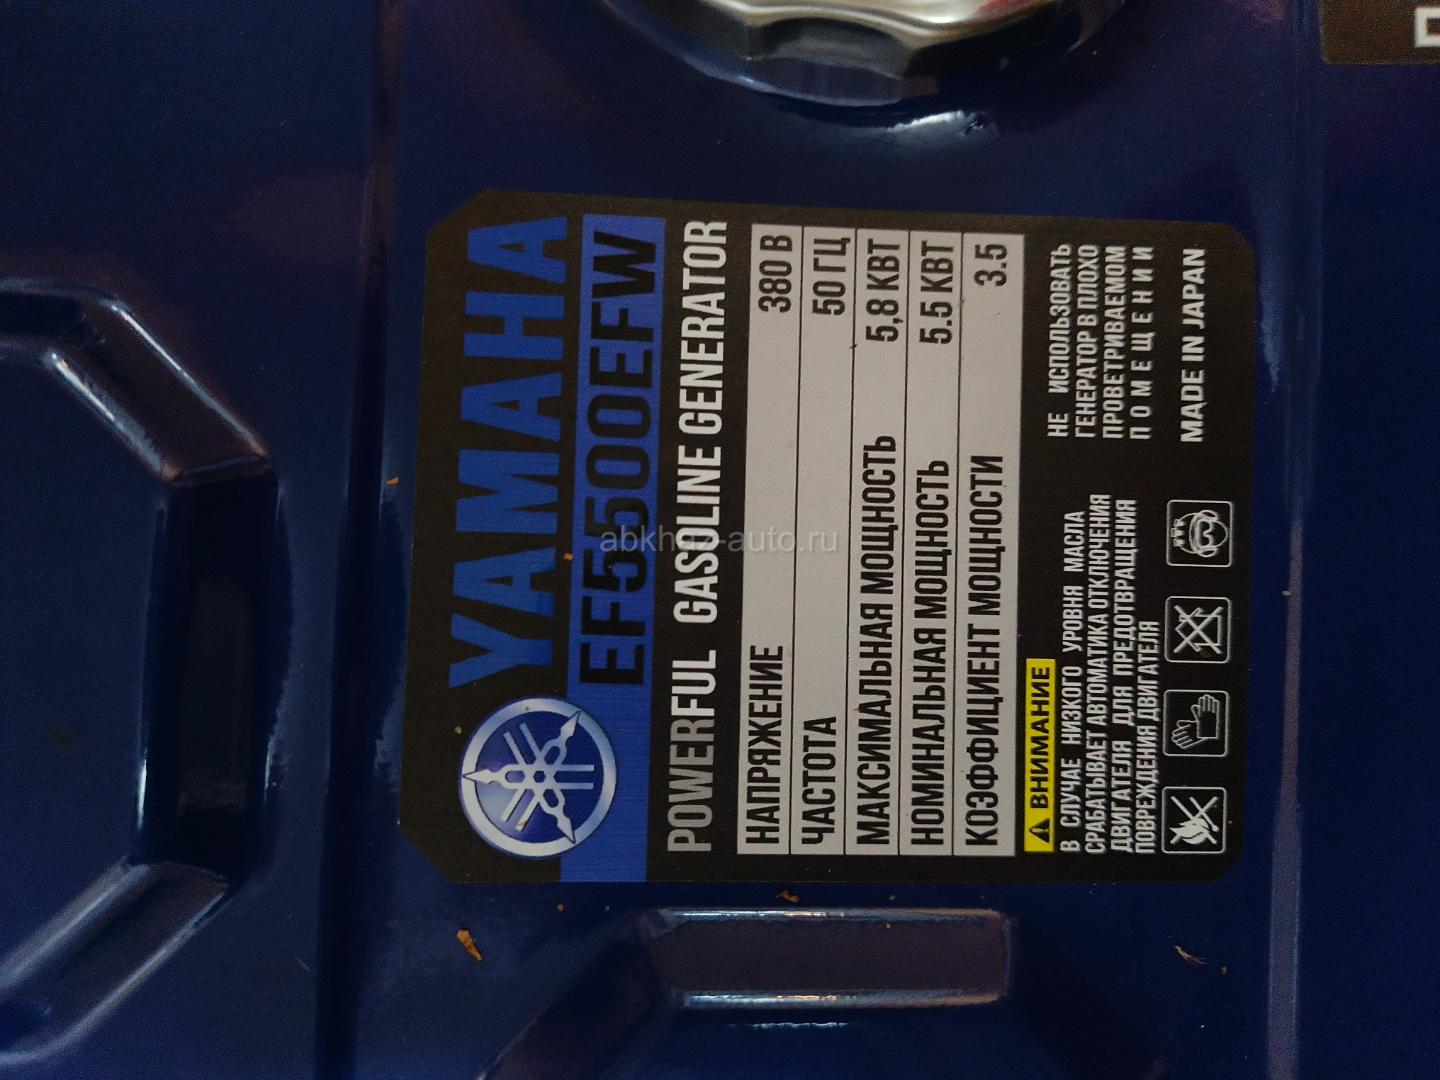 YAMAHA
EF5500EFW
POWERFUL GASOLINE GENERATOR
НАПРЯЖЕНИЕ 380 В
ЧАСТОТА 50 ГЦ
МАКСИМАЛЬНАЯ МОЩНОСТЬ 5,8 КВТ
НОМИНАЛЬНАЯ МОЩНОСТЬ 5.5 КВТ
КОЭФФИЦИЕНТ МОЩНОСТИ 3.5
ВНИМАНИЕ
В СЛУЧАЕ НИЗКОГО УРОВНЯ МАСЛА
СРАБАТЫВАЕТ АВТОМАТИКА ОТКЛЮЧЕНИЯ
ДВИГАТЕЛЯ ДЛЯ ПРЕДОТВРАЩЕНИЯ
ПОВРЕЖДЕНИЯ ДВИГАТЕЛЯ
НЕ ИСПОЛЬЗОВАТЬ
ГЕНЕРАТОР В ПЛОХО
ПРОВЕТРИВАЕМОМ
ПОМЕЩЕНИИ
MADE IN JAPAN
abkhaz-auto.ru